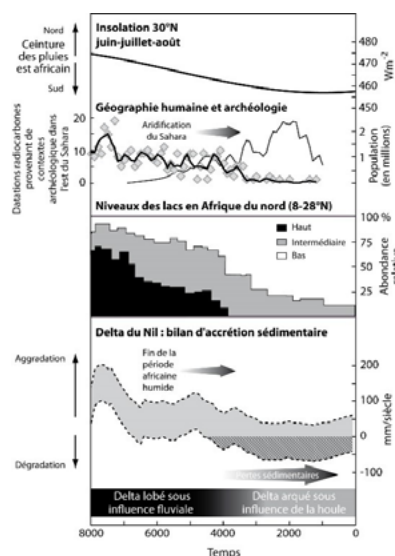 Nord
Ceinture
des pluies
est africain
Sud
Insolation 30°N
juin-juillet-août
480
470
460
450
Wm⁻²
Géographie humaine et archéologie
Datations radiocarbones
provenant de
contextes
archéologique dans
l'est du Sahara
20
10
0
Aridification
du Sahara
2
1
Population
(en millions)
Niveaux des lacs en Afrique du nord (8-28°N)
Haut
Intermédiaire
Bas
100 %
75
50
25
Abondance
relative
Delta du Nil : bilan d'accrétion sédimentaire
Aggradation
Dégradation
Fin de la
période
africaine
humide
200
100
0
-100
mm/siècle
Pertes sédimentaires
Delta lobé sous
influence fluviale
Delta arqué sous
influence de la houle
8000
6000
4000
2000
0
Temps